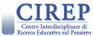 CIREP
Centro Interdisciplinare di
Ricerca Educativa sul Pensiero